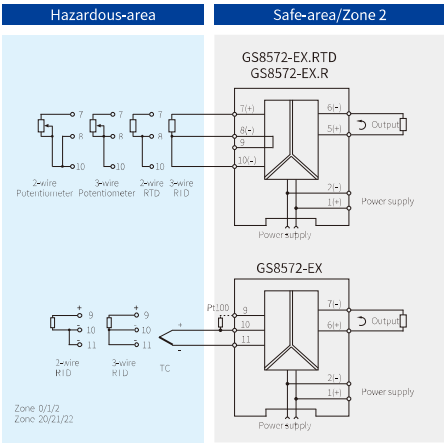 Hazardous-area
Safe-area/Zone 2
GS8572-EX.RTD
GS8572-EX.R
7 7 7 7(+) 6(-)
8 8 8 8(-) 5(+) Output
9
10 10 10 10(-)
2-wire 3-wire 2-wire 3-wire
Potentiometer Potentiometer RTD RTD
2(-)
1(+) Power supply
Power supply
GS8572-EX
Pt100
+ 9 + 9 + 9 7(-)
- 10 - 10 10 6(+) Output
- 11 - 11 - 11
2-wire 3-wire TC
RTD RTD
2(-)
1(+) Power supply
Power supply
Zone 0/1/2
Zone 20/21/22